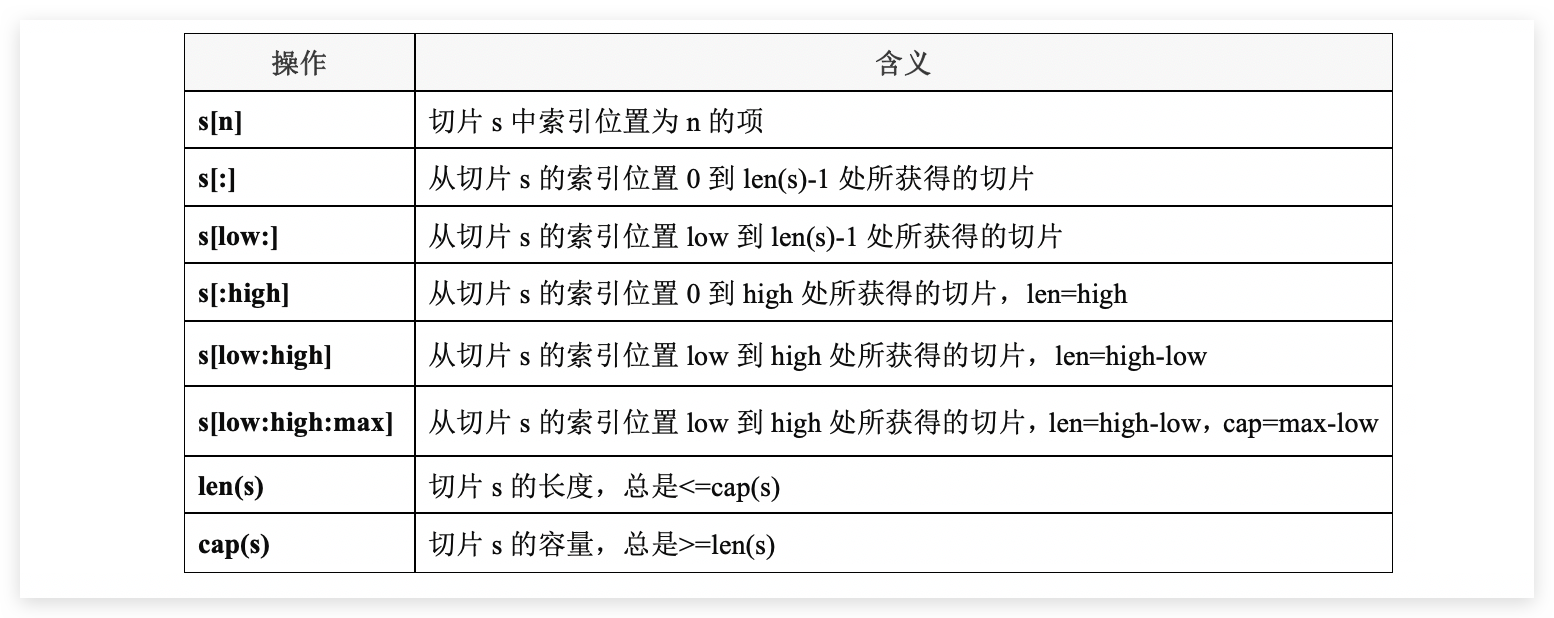 操作 含义
s[n] 切片 s 中索引位置为 n 的项
s[:] 从切片 s 的索引位置 0 到 len(s)-1 处所获得的切片
s[low:] 从切片 s 的索引位置 low 到 len(s)-1 处所获得的切片
s[:high] 从切片 s 的索引位置 0 到 high 处所获得的切片，len=high
s[low:high] 从切片 s 的索引位置 low 到 high 处所获得的切片，len=high-low
s[low:high:max] 从切片 s 的索引位置 low 到 high 处所获得的切片，len=high-low，cap=max-low
len(s) 切片 s 的长度，总是<=cap(s)
cap(s) 切片 s 的容量，总是>=len(s)